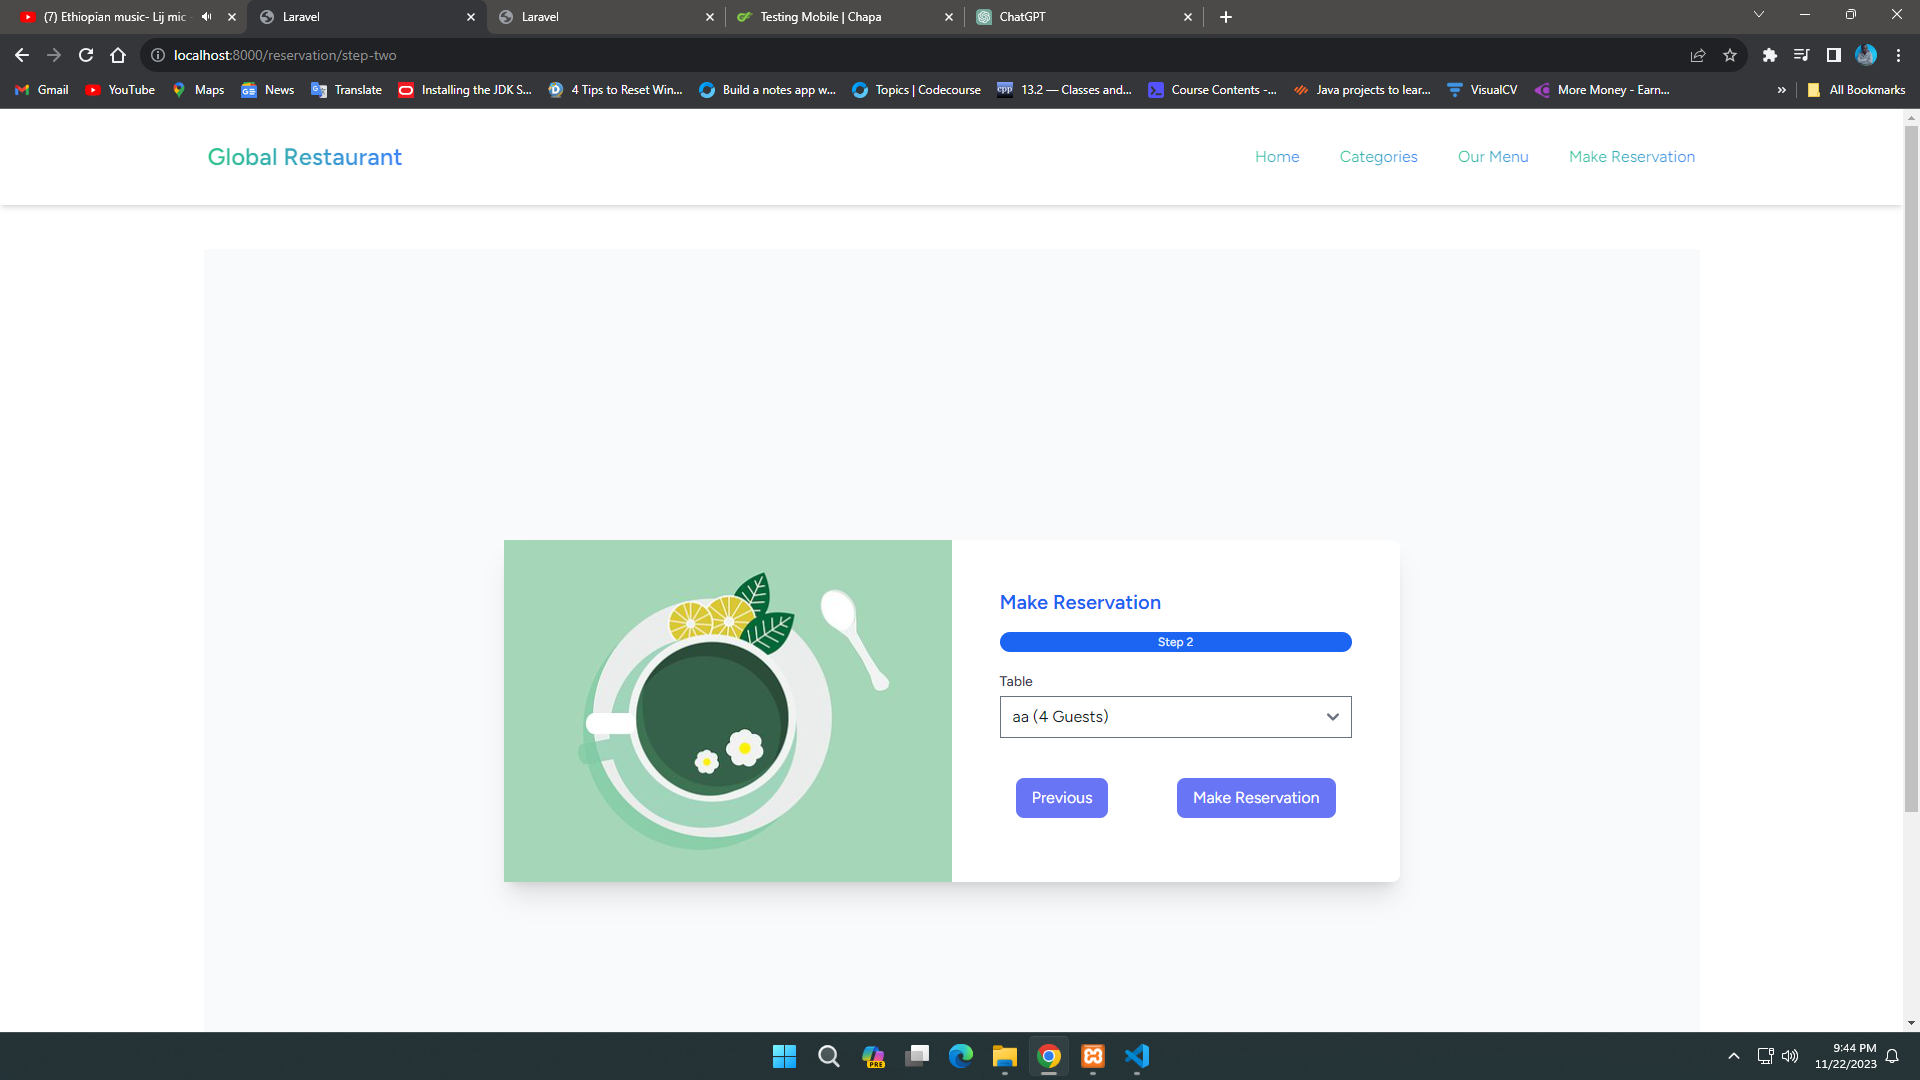 (7) Ethiopian music- Lij mic
Laravel
Laravel
Testing Mobile | Chapa
ChatGPT
localhost:8000/reservation/step-two
Gmail
YouTube
Maps
News
Translate
Installing the JDK S...
4 Tips to Reset Win...
Build a notes app w...
Topics | Codecourse
13.2 — Classes and...
Course Contents -...
Java projects to lear...
VisualCV
More Money - Earn...
All Bookmarks
Global Restaurant
Home
Categories
Our Menu
Make Reservation
Make Reservation
Step 2
Table
aa (4 Guests)
Previous
Make Reservation
PRE
9:44 PM
11/22/2023